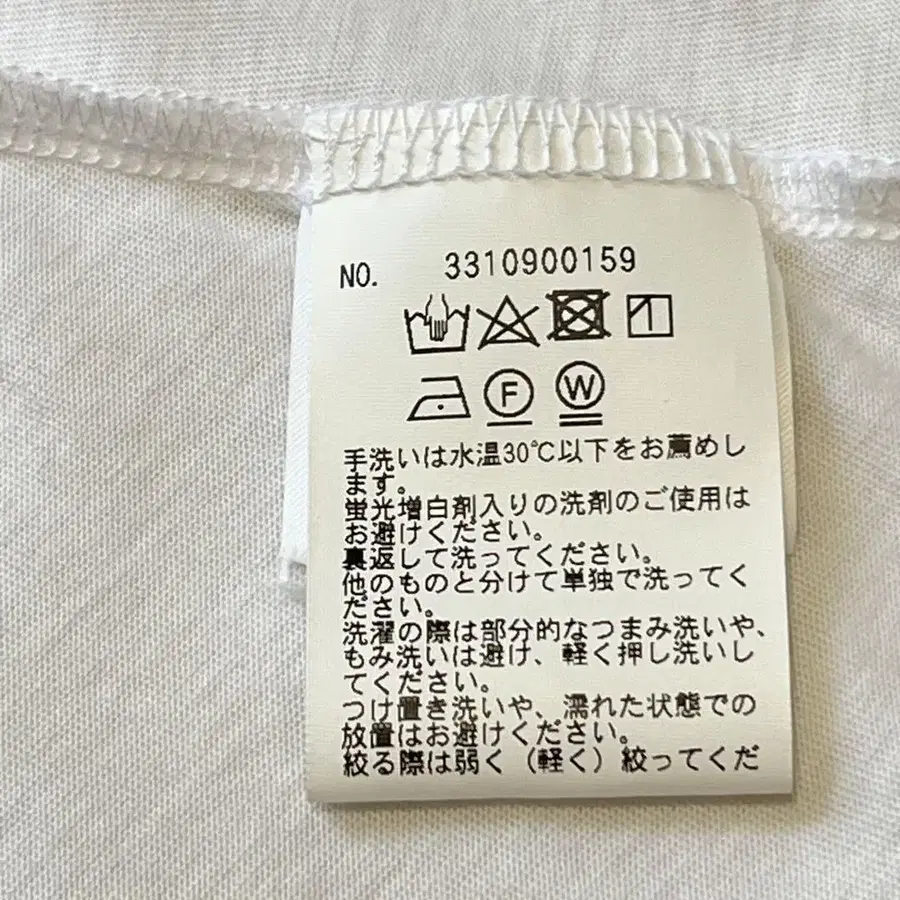 NO. 3310900159
F W
手洗いは水温30℃以下をお薦めし
ます。
蛍光増白剤入りの洗剤のご使用は
お避けください。
裏返して洗ってください。
他のものと分けて単独で洗ってく
ださい。
洗濯の際は部分的なつまみ洗いや、
もみ洗いは避け、軽く押し洗いし
てください。
つけ置き洗いや、濡れた状態での
放置はお避けください。
絞る際は弱く（軽く）絞ってくだ